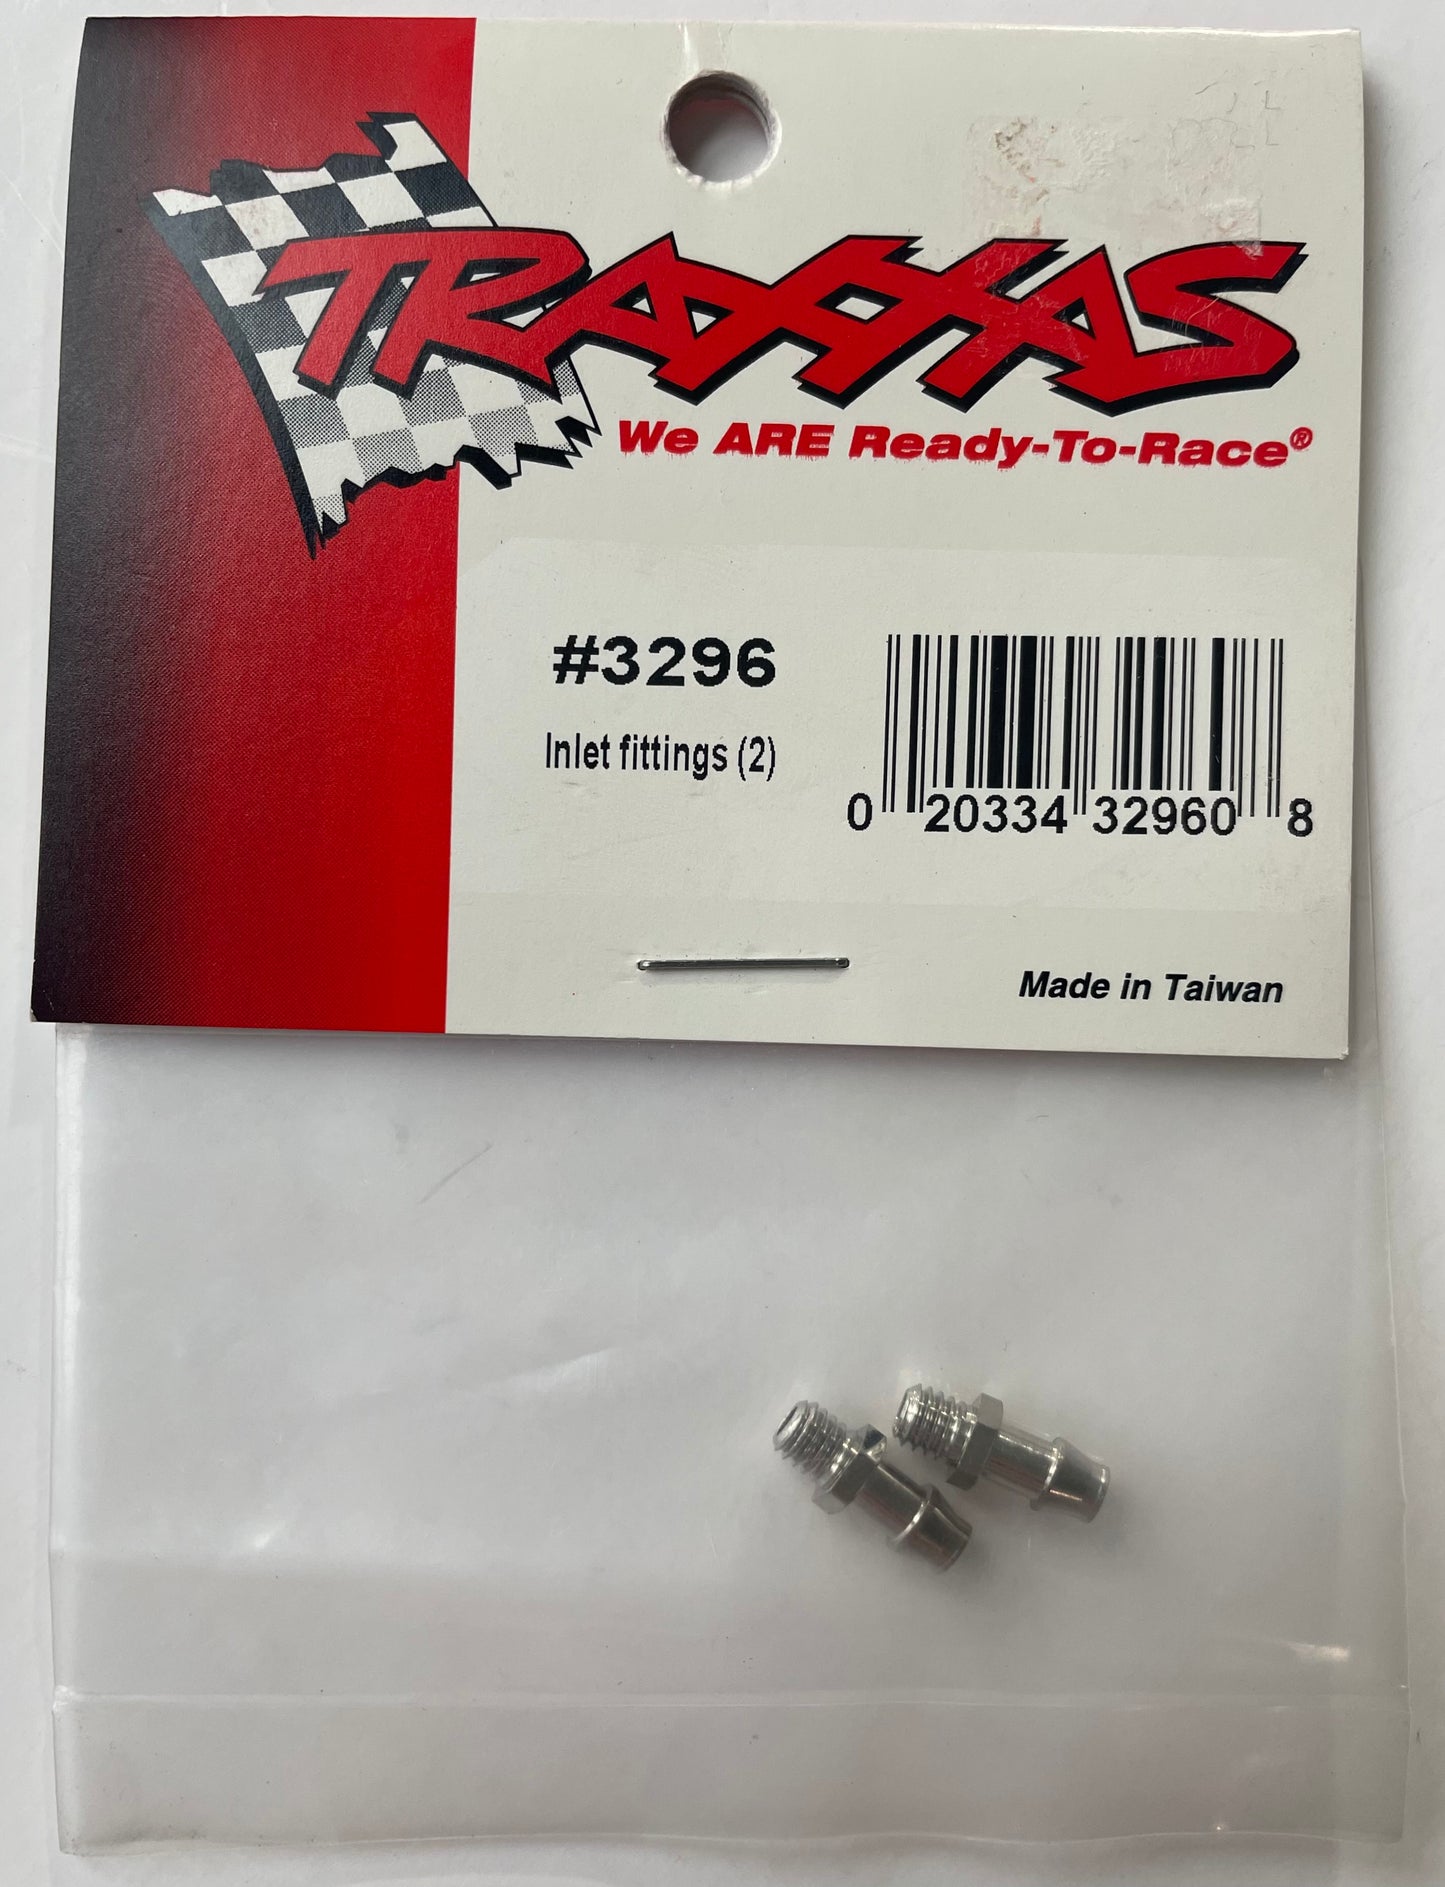 TRAXXAS
We ARE Ready-To-Race®
#3296
Inlet fittings (2)
0 20334 32960 8
Made in Taiwan